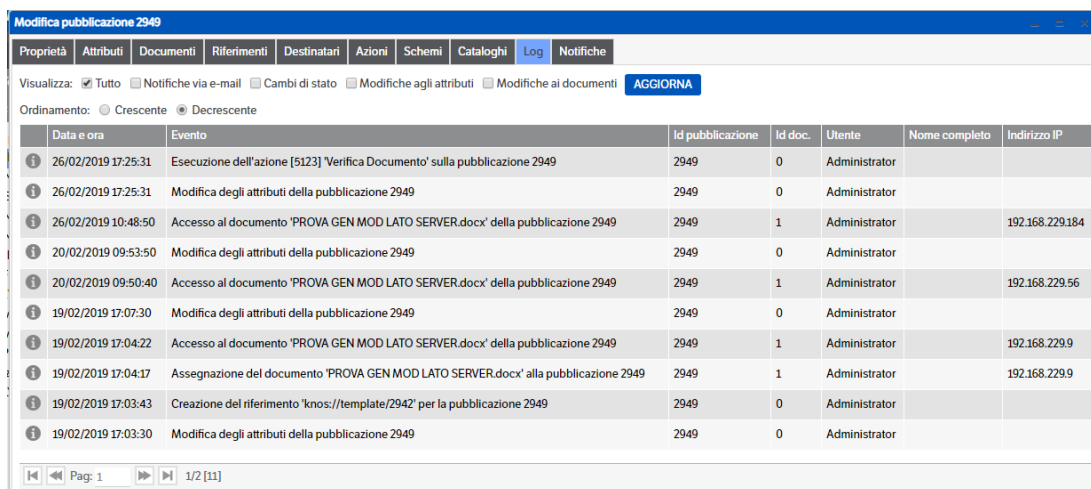 Modifica pubblicazione 2949
Proprietà Attributi Documenti Riferimenti Destinatari Azioni Schemi Cataloghi Log Notifiche
Visualizza: Tutto Notifiche via e-mail Cambi di stato Modifiche agli attributi Modifiche ai documenti AGGIORNA
Ordinamento: Crescente Decrescente
Data e ora Evento Id pubblicazione Id doc. Utente Nome completo Indirizzo IP
26/02/2019 17:25:31 Esecuzione dell'azione [5123] 'Verifica Documento' sulla pubblicazione 2949 2949 0 Administrator
26/02/2019 17:25:31 Modifica degli attributi della pubblicazione 2949 2949 0 Administrator
26/02/2019 10:48:50 Accesso al documento 'PROVA GEN MOD LATO SERVER.docx' della pubblicazione 2949 2949 1 Administrator 192.168.229.184
20/02/2019 09:53:50 Modifica degli attributi della pubblicazione 2949 2949 0 Administrator
20/02/2019 09:50:40 Accesso al documento 'PROVA GEN MOD LATO SERVER.docx' della pubblicazione 2949 2949 1 Administrator 192.168.229.56
19/02/2019 17:07:30 Modifica degli attributi della pubblicazione 2949 2949 0 Administrator
19/02/2019 17:04:22 Accesso al documento 'PROVA GEN MOD LATO SERVER.docx' della pubblicazione 2949 2949 1 Administrator 192.168.229.9
19/02/2019 17:04:17 Assegnazione del documento 'PROVA GEN MOD LATO SERVER.docx' alla pubblicazione 2949 2949 1 Administrator 192.168.229.9
19/02/2019 17:03:43 Creazione del riferimento 'knos://template/2942' per la pubblicazione 2949 2949 0 Administrator
19/02/2019 17:03:30 Modifica degli attributi della pubblicazione 2949 2949 0 Administrator
Pag: 1 1/2 [11]